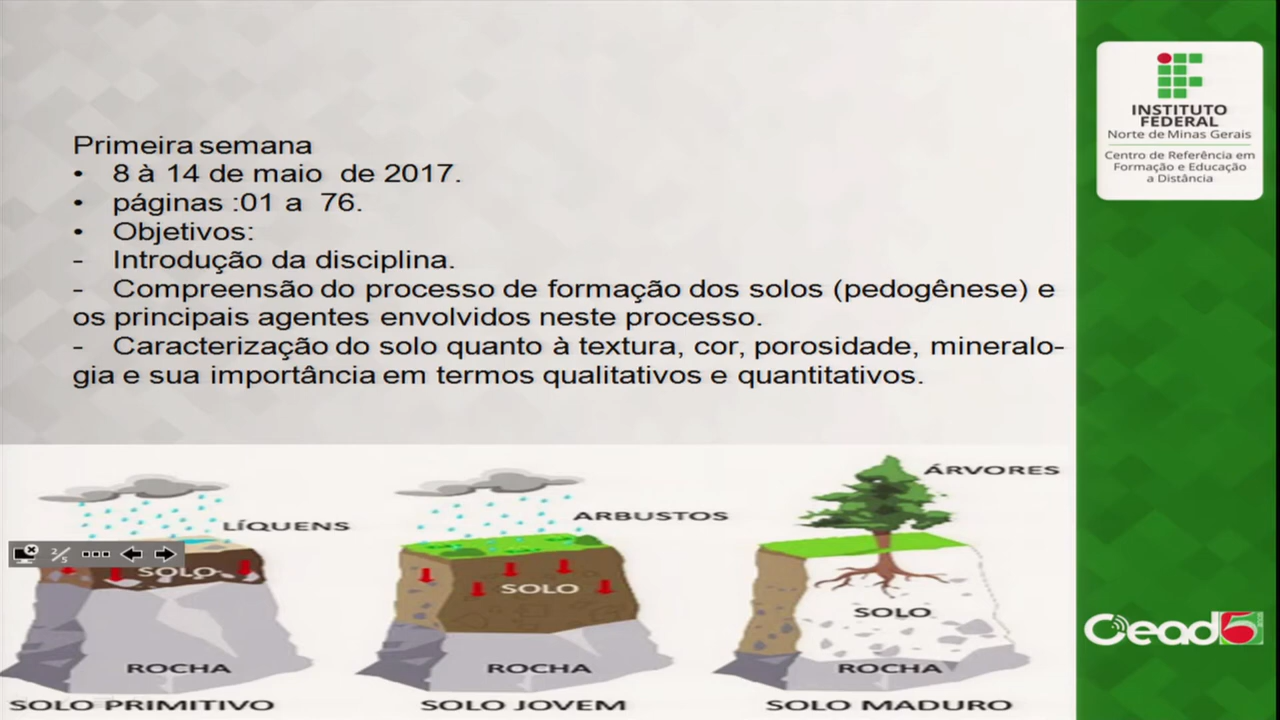 Primeira semana
• 8 à 14 de maio de 2017.
• páginas :01 a 76.
• Objetivos:
- Introdução da disciplina.
- Compreensão do processo de formação dos solos (pedogênese) e
os principais agentes envolvidos neste processo.
- Caracterização do solo quanto à textura, cor, porosidade, mineralo-
gia e sua importância em termos qualitativos e quantitativos.
INSTITUTO
FEDERAL
Norte de Minas Gerais
Centro de Referência em
Formação e Educação
a Distância
LÍQUENS
SOLO
ROCHA
SOLO PRIMITIVO
ARBUSTOS
SOLO
ROCHA
SOLO JOVEM
ÁRVORES
SOLO
ROCHA
SOLO MADURO
2/5
Cead 5